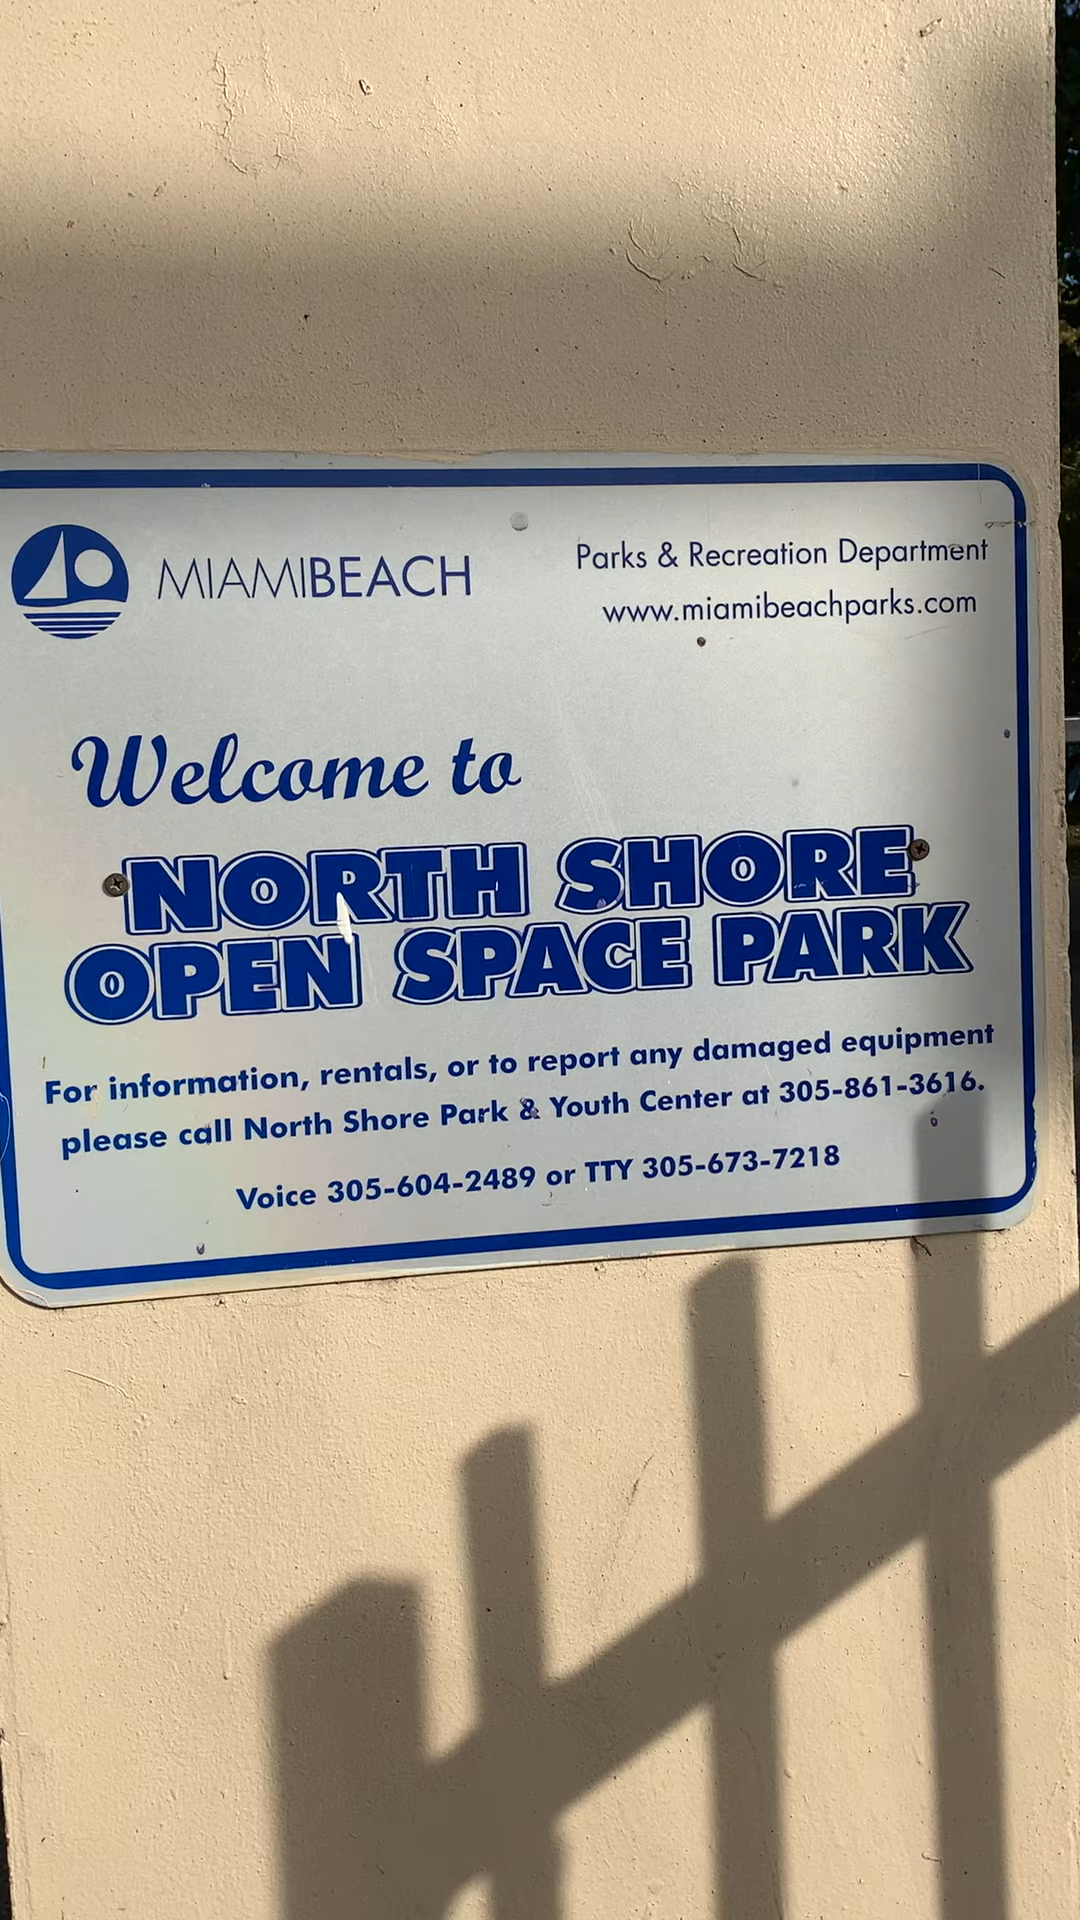 MIAMIBEACH
Parks & Recreation Department
www.miamibeachparks.com
Welcome to
NORTH SHORE
OPEN SPACE PARK
For information, rentals, or to report any damaged equipment
please call North Shore Park & Youth Center at 305-861-3616.
Voice 305-604-2489 or TTY 305-673-7218